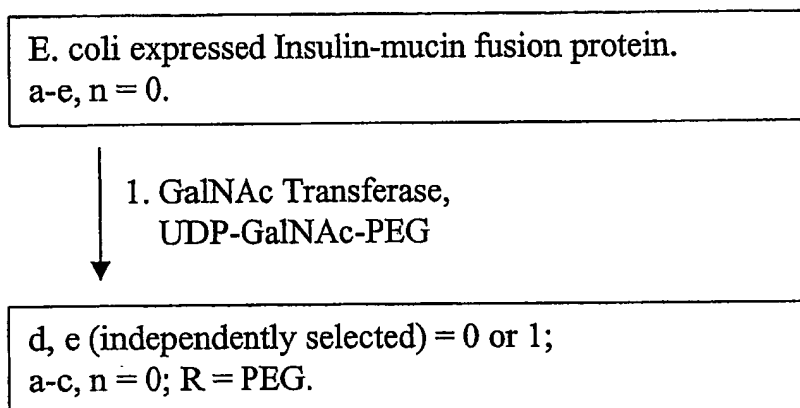 E. coli expressed Insulin-mucin fusion protein.
a-e, n = 0.
1. GalNAc Transferase,
UDP-GalNAc-PEG
d, e (independently selected) = 0 or 1;
a-c, n = 0; R = PEG.